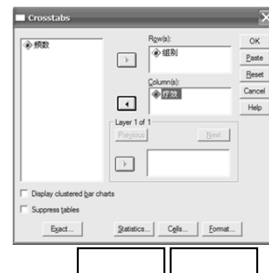 Crosstabs
频数
Row(s):
组别
OK
Paste
Reset
Cancel
Help
Column(s):
疗效
Layer 1 of 1
Previous
Next
Display clustered bar charts
Suppress tables
Exact...
Statistics...
Cells...
Format...